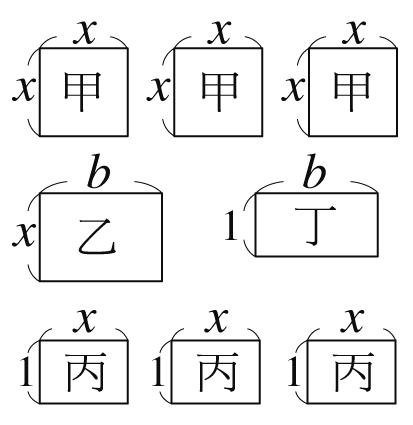 x x x
x 甲 x 甲 x 甲
b b
x 乙 1 丁
x x x
1 丙 1 丙 1 丙